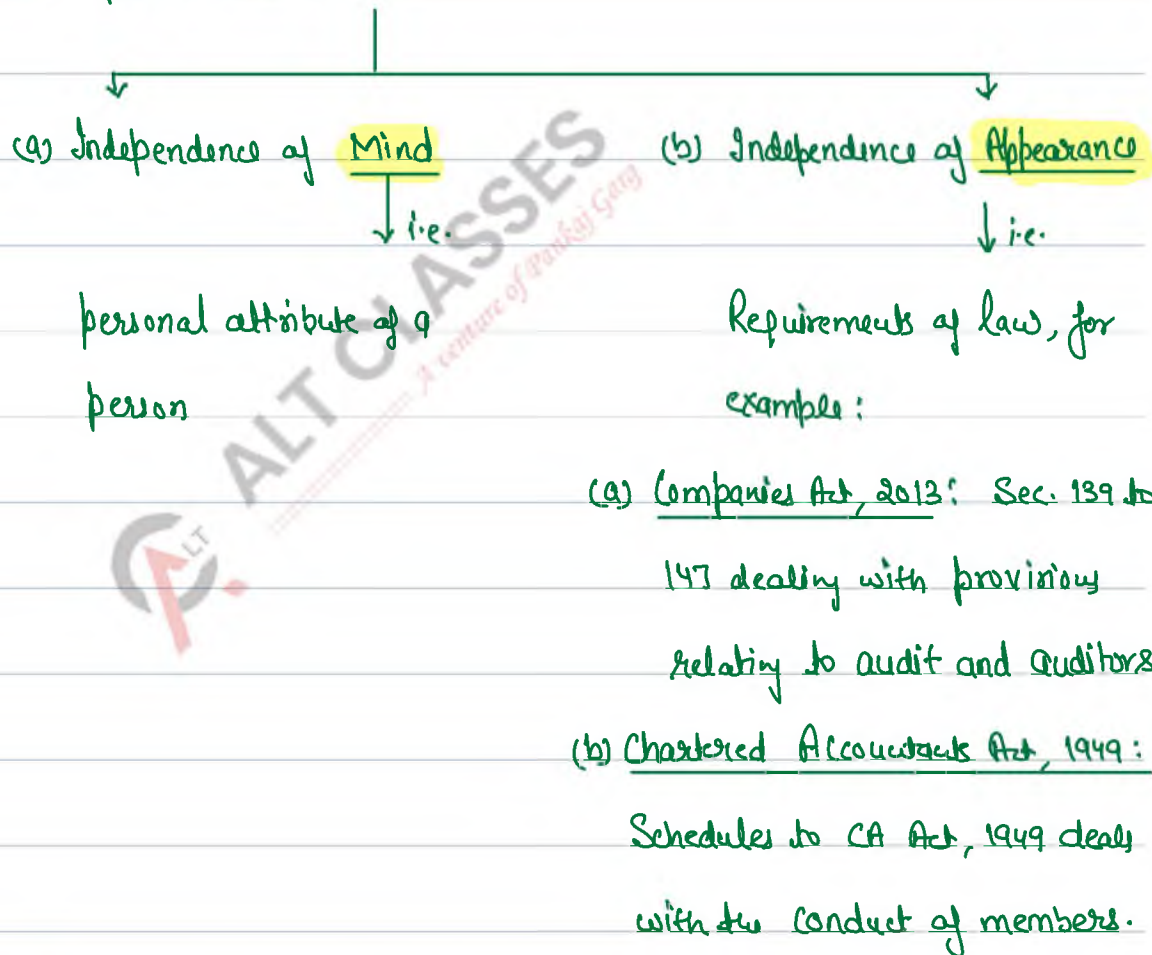 (a) Independence of Mind
(b) Independence of Appearance
i.e.
i.e.
personal attribute of a
person
Requirements of law, for
example:
(a) Companies Act, 2013: Sec. 139 to
147 dealing with provisions
relating to audit and auditors
(b) Chartered Accountants Act, 1949:
Schedules to CA Act, 1949 deals
with the conduct of members.
ALT CLASSES
A venture of Pankaj Garg
LT